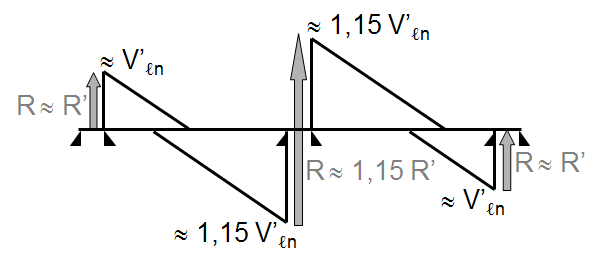 ≈ 1,15 V'ℓn
≈ V'ℓn
R ≈ R'
R ≈ 1,15 R'
R ≈ R'
≈ V'ℓn
≈ 1,15 V'ℓn